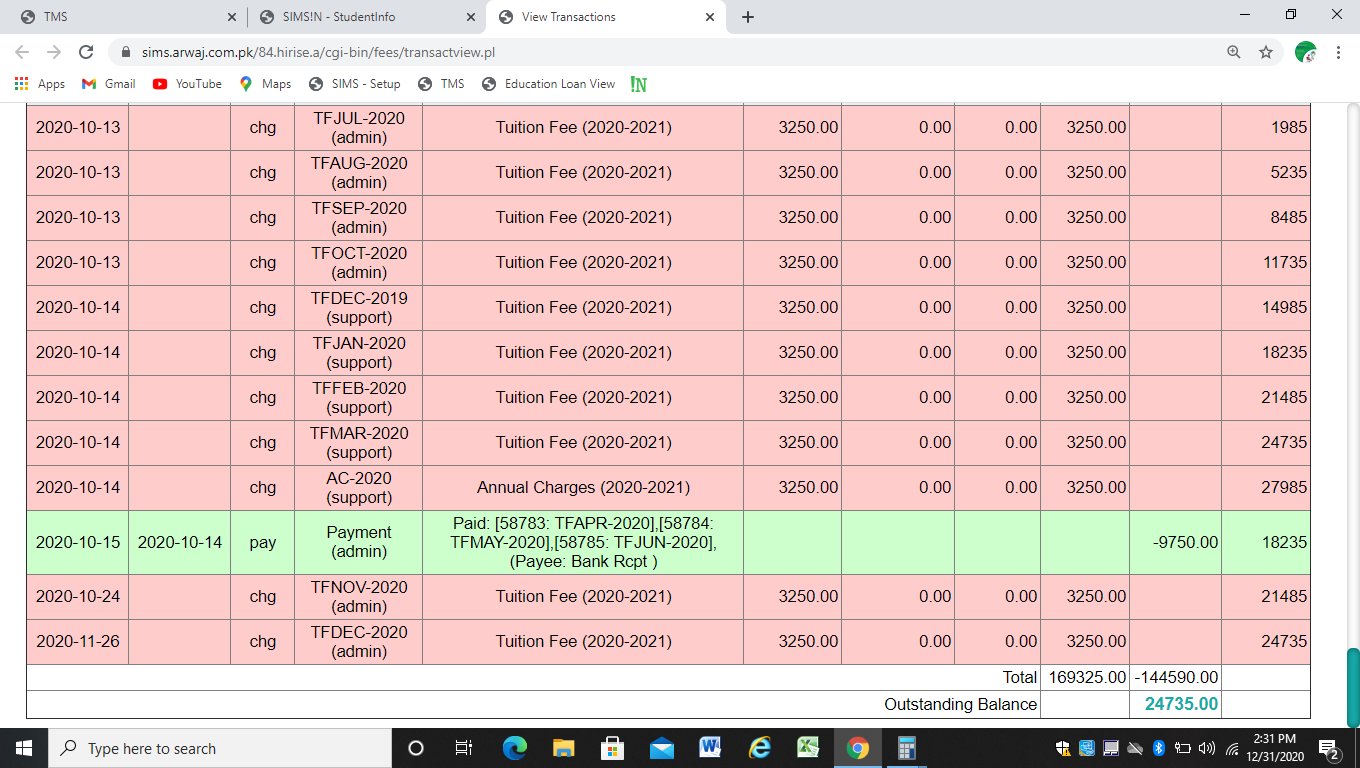 TMS
SIMS!N - StudentInfo
View Transactions
sims.arwaj.com.pk/84.hirise.a/cgi-bin/fees/transactview.pl
Apps Gmail YouTube Maps SIMS - Setup TMS Education Loan View !N
2020-10-13 chg TFJUL-2020 (admin) Tuition Fee (2020-2021) 3250.00 0.00 0.00 3250.00 1985
2020-10-13 chg TFAUG-2020 (admin) Tuition Fee (2020-2021) 3250.00 0.00 0.00 3250.00 5235
2020-10-13 chg TFSEP-2020 (admin) Tuition Fee (2020-2021) 3250.00 0.00 0.00 3250.00 8485
2020-10-13 chg TFOCT-2020 (admin) Tuition Fee (2020-2021) 3250.00 0.00 0.00 3250.00 11735
2020-10-14 chg TFDEC-2019 (support) Tuition Fee (2020-2021) 3250.00 0.00 0.00 3250.00 14985
2020-10-14 chg TFJAN-2020 (support) Tuition Fee (2020-2021) 3250.00 0.00 0.00 3250.00 18235
2020-10-14 chg TFFEB-2020 (support) Tuition Fee (2020-2021) 3250.00 0.00 0.00 3250.00 21485
2020-10-14 chg TFMAR-2020 (support) Tuition Fee (2020-2021) 3250.00 0.00 0.00 3250.00 24735
2020-10-14 chg AC-2020 (support) Annual Charges (2020-2021) 3250.00 0.00 0.00 3250.00 27985
2020-10-15 2020-10-14 pay Payment (admin) Paid: [58783: TFAPR-2020],[58784: TFMAY-2020],[58785: TFJUN-2020], (Payee: Bank Rcpt ) -9750.00 18235
2020-10-24 chg TFNOV-2020 (admin) Tuition Fee (2020-2021) 3250.00 0.00 0.00 3250.00 21485
2020-11-26 chg TFDEC-2020 (admin) Tuition Fee (2020-2021) 3250.00 0.00 0.00 3250.00 24735
Total 169325.00 -144590.00
Outstanding Balance 24735.00
Type here to search
2:31 PM
12/31/2020
2